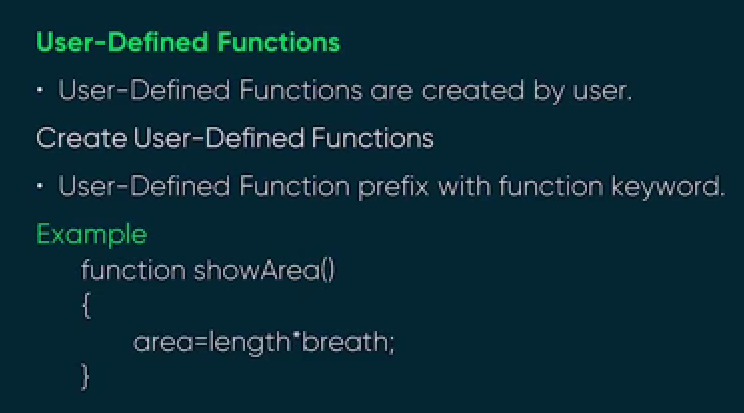 User-Defined Functions
• User-Defined Functions are created by user.
Create User-Defined Functions
• User-Defined Function prefix with function keyword.
Example
function showArea()
{
area=length*breath;
}